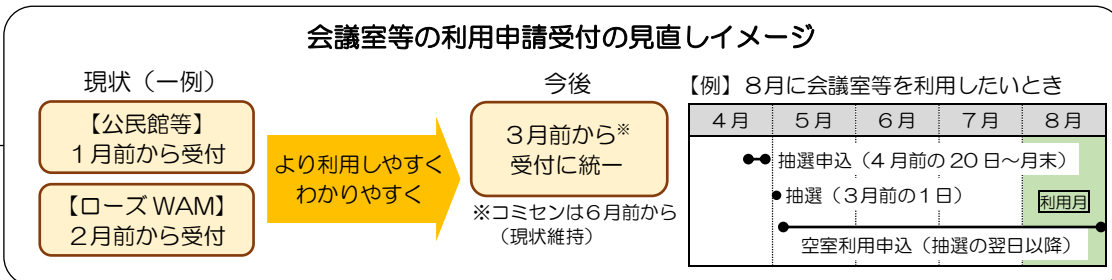 会議室等の利用申請受付の見直しイメージ
現状（一例）
【公民館等】
１月前から受付
【ローズ WAM】
２月前から受付
より利用しやすく
わかりやすく
今後
３月前から※
受付に統一
※コミセンは６月前から
（現状維持）
【例】８月に会議室等を利用したいとき
４月 ５月 ６月 ７月 ８月
抽選申込（４月前の 20 日～月末）
抽選（３月前の１日）
利用月
空室利用申込（抽選の翌日以降）